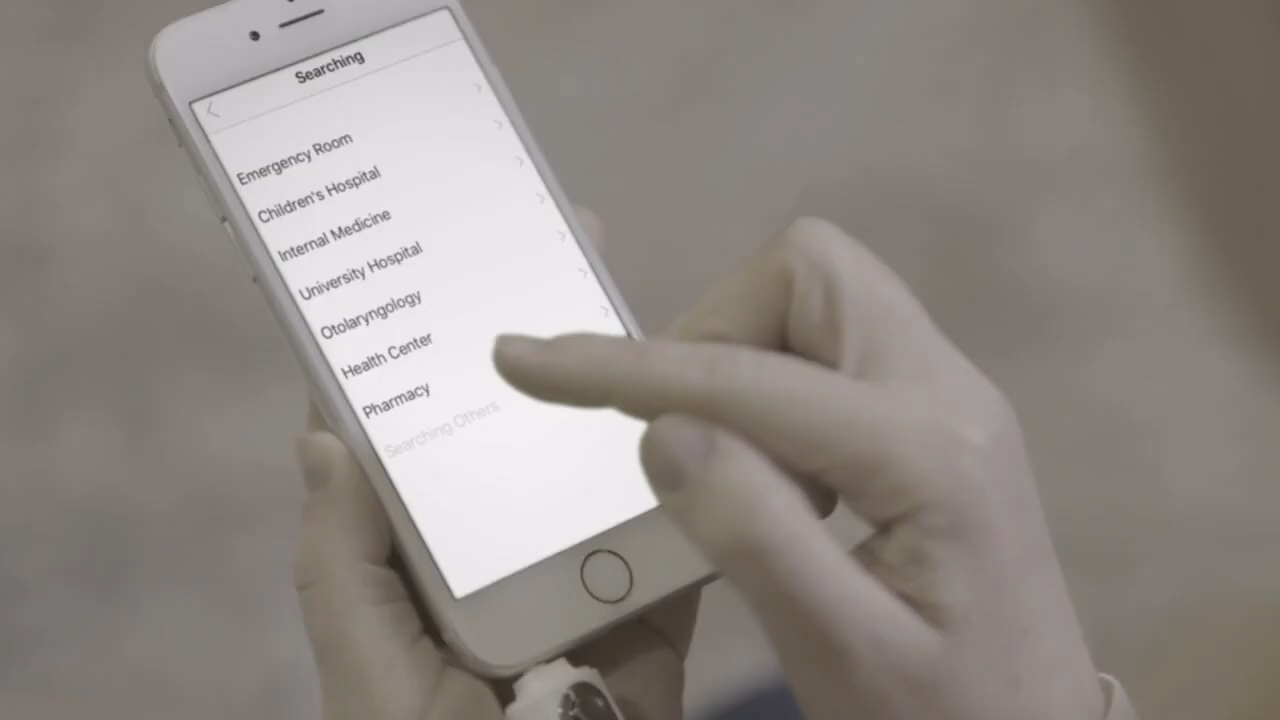 Searching
Emergency Room
Children's Hospital
Internal Medicine
University Hospital
Otolaryngology
Health Center
Pharmacy
Searching Others